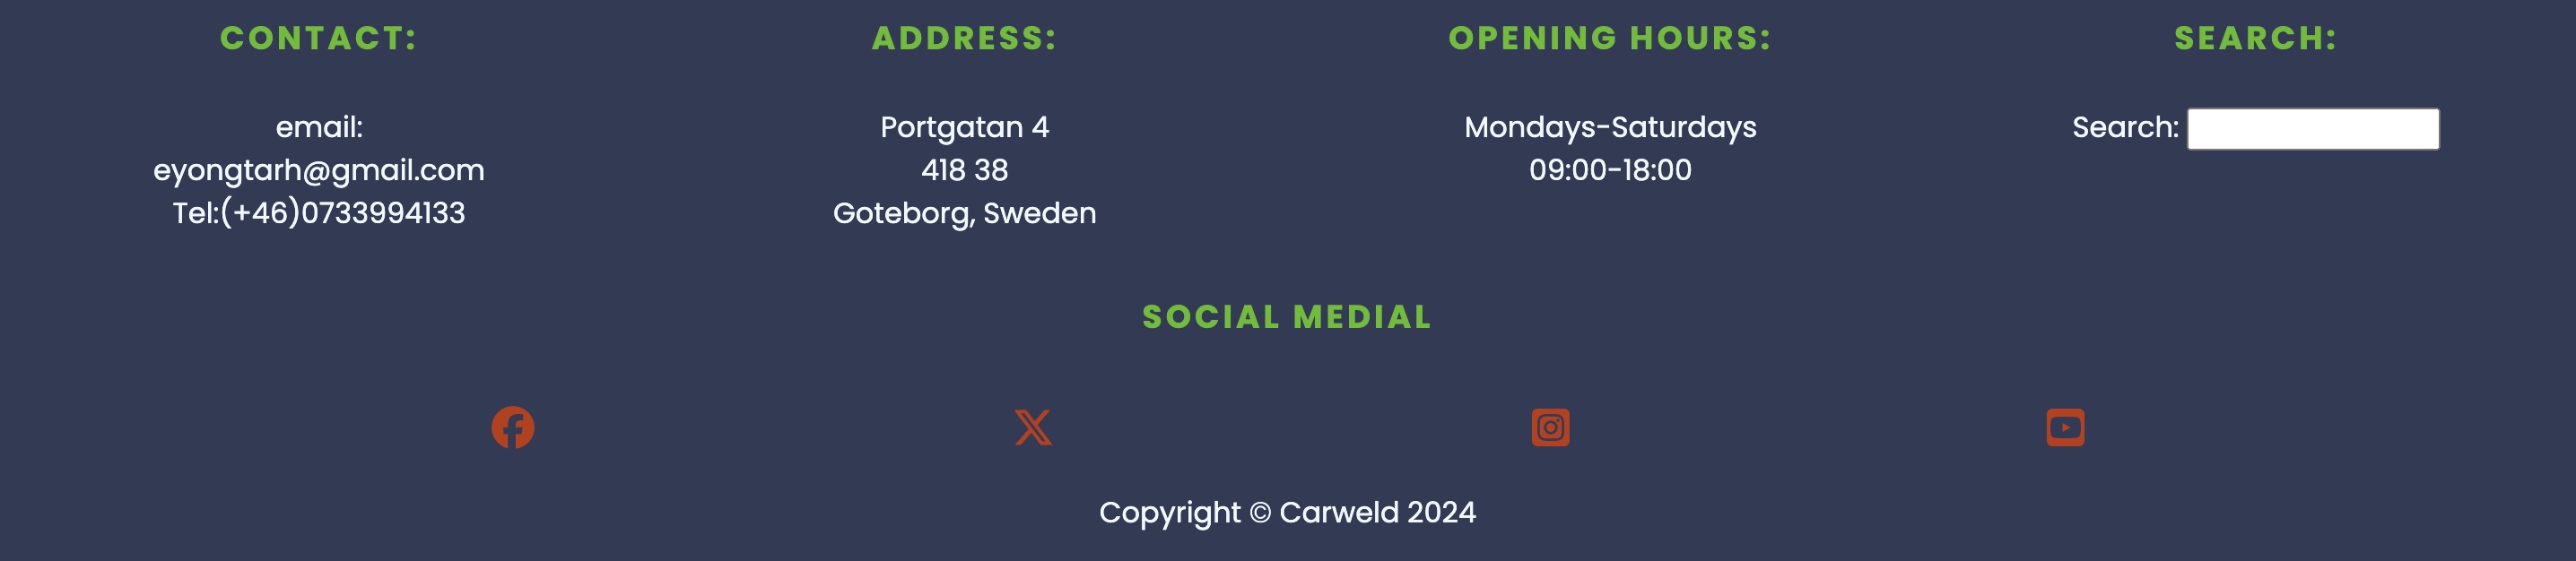 CONTACT:
email:
eyongtarh@gmail.com
Tel:(+46)0733994133
ADDRESS:
Portgatan 4
418 38
Goteborg, Sweden
OPENING HOURS:
Mondays-Saturdays
09:00-18:00
SEARCH:
Search:
SOCIAL MEDIAL
Copyright © Carweld 2024